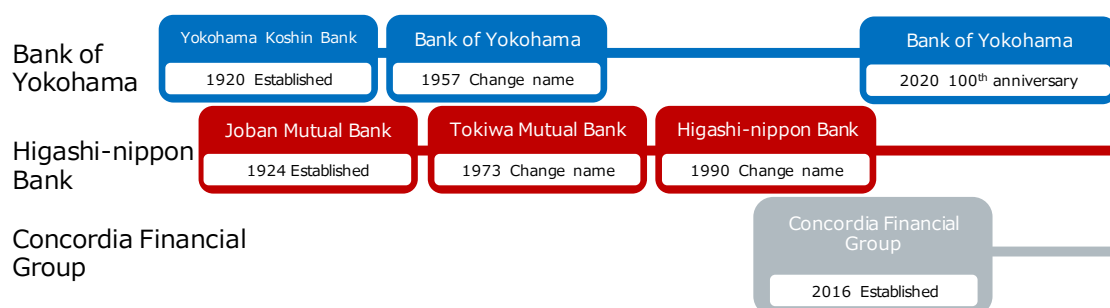 Bank of
Yokohama
Yokohama Koshin Bank
1920 Established
Bank of Yokohama
1957 Change name
Bank of Yokohama
2020 100th anniversary
Higashi-nippon
Bank
Joban Mutual Bank
1924 Established
Tokiwa Mutual Bank
1973 Change name
Higashi-nippon Bank
1990 Change name
Concordia Financial
Group
Concordia Financial
Group
2016 Established